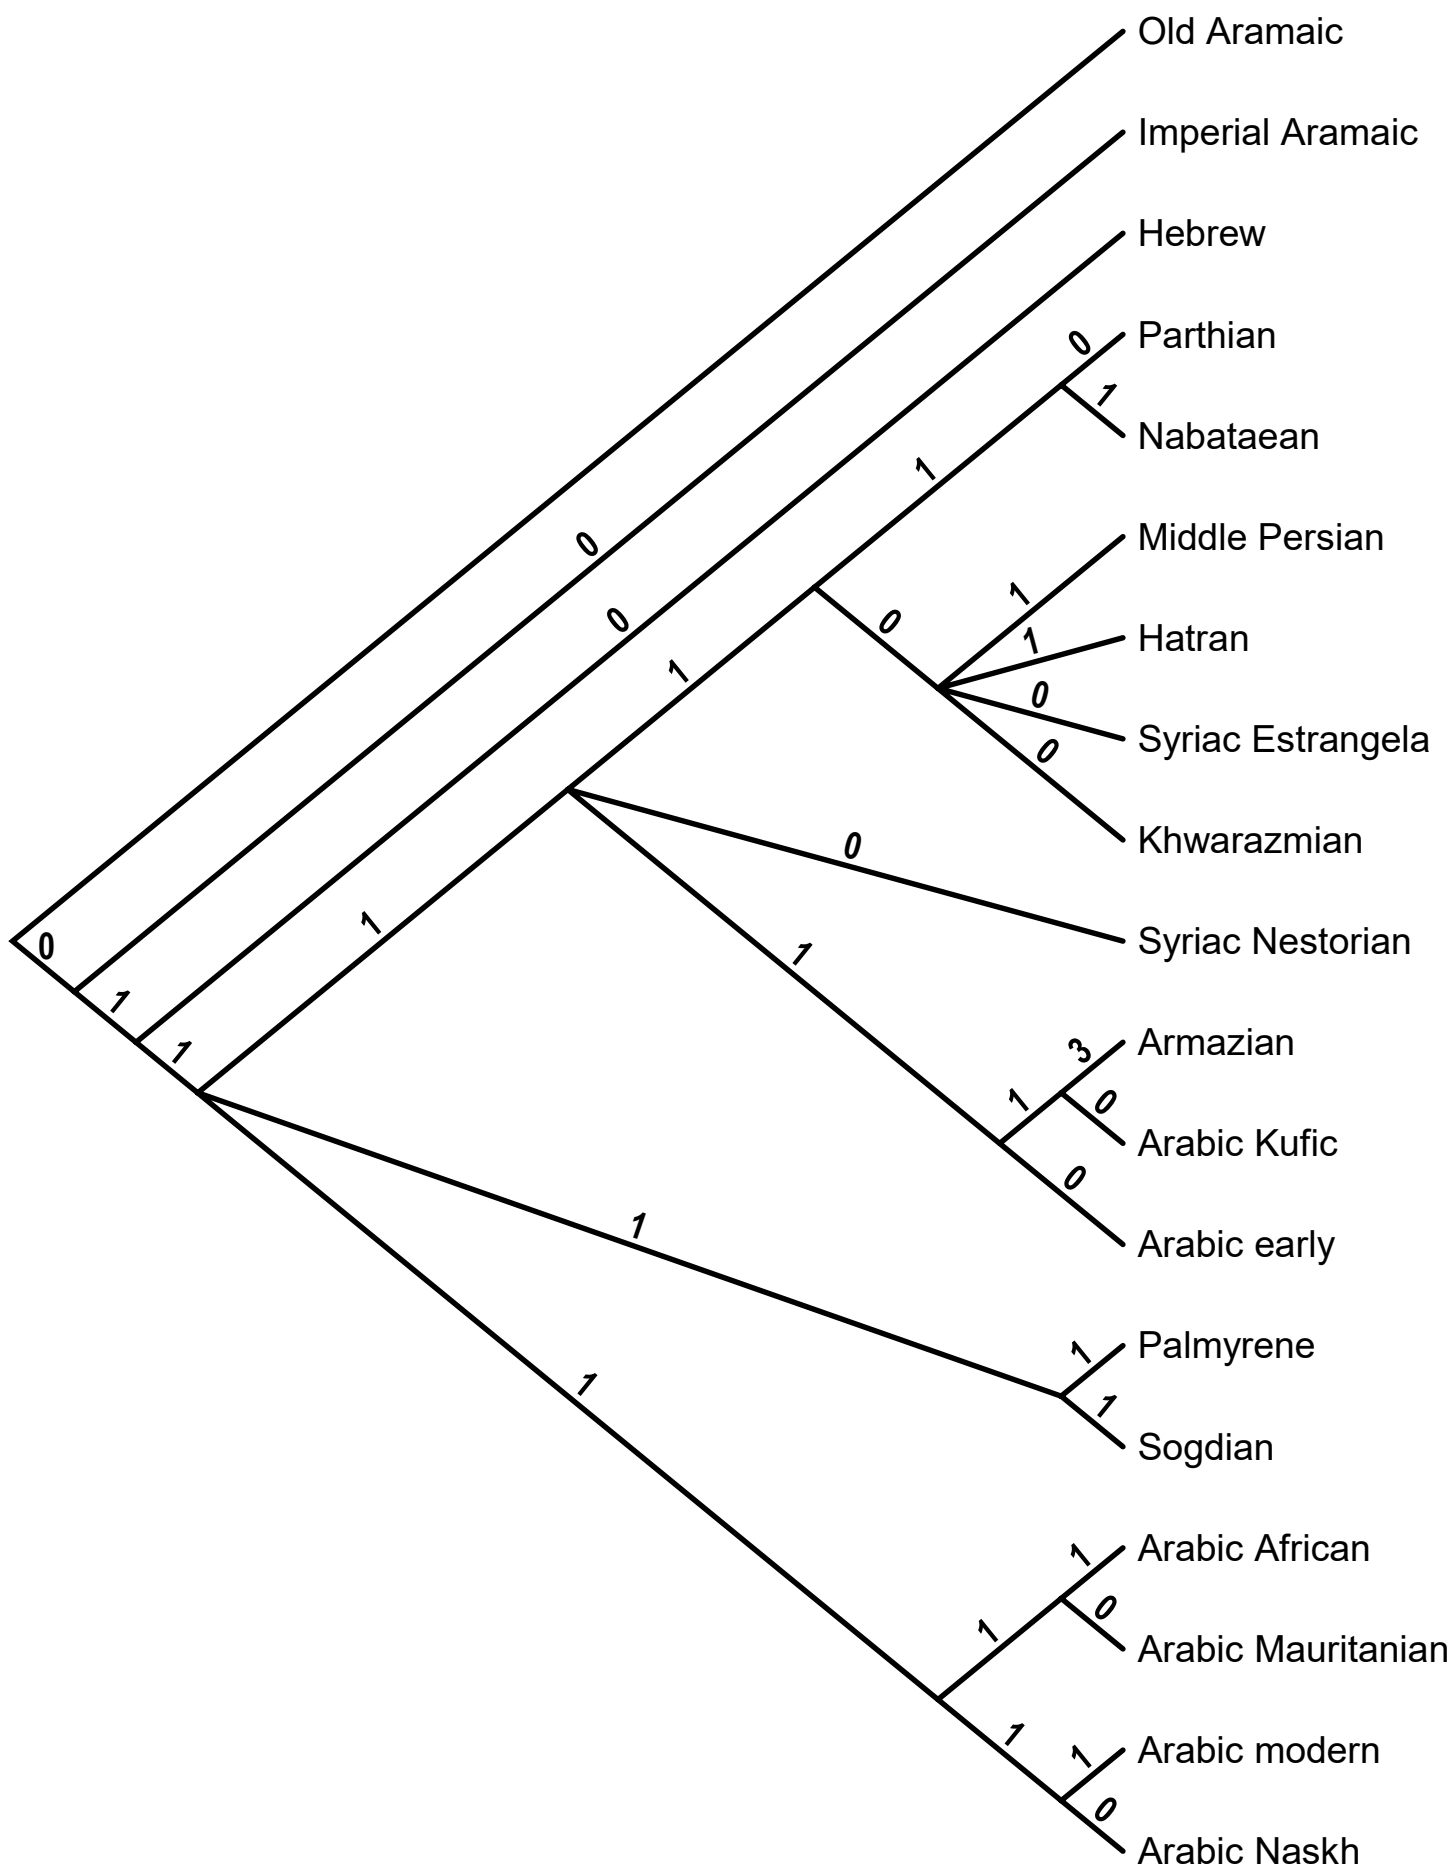 Old Aramaic
Imperial Aramaic
Hebrew
0
Parthian
1
Nabataean
1
Middle Persian
0
1
0
1
Hatran
0
1
0
Syriac Estrangela
0
Khwarazmian
0
1
0
Syriac Nestorian
1
1
1
3
Armazian
1
0
Arabic Kufic
0
Arabic early
1
1
Palmyrene
1
1
Sogdian
1
Arabic African
1
0
Arabic Mauritanian
1
1
Arabic modern
0
Arabic Naskh